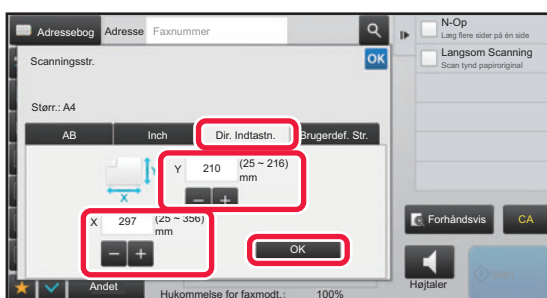 Adressebog Adresse Faxnummer
N-Op
Læg flere sider på én side
Langsom Scanning
Scan tynd papiroriginal
Scanningsstr.
OK
Størr.: A4
AB Inch Dir. Indtastn. Brugerdef. Str.
Y
X
Y 210 (25 ~ 216)
mm
X 297 (25 ~ 356)
mm
OK
Forhåndsvis CA
Højtaler
Start
Andet
Hukommelse for faxmodt.: 100%